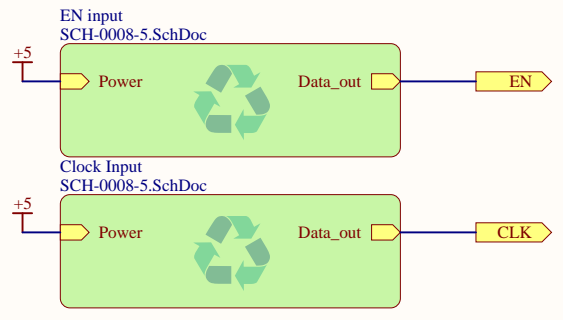 EN input
SCH-0008-5.SchDoc
+5
Power
Data_out
EN
Clock Input
SCH-0008-5.SchDoc
+5
Power
Data_out
CLK